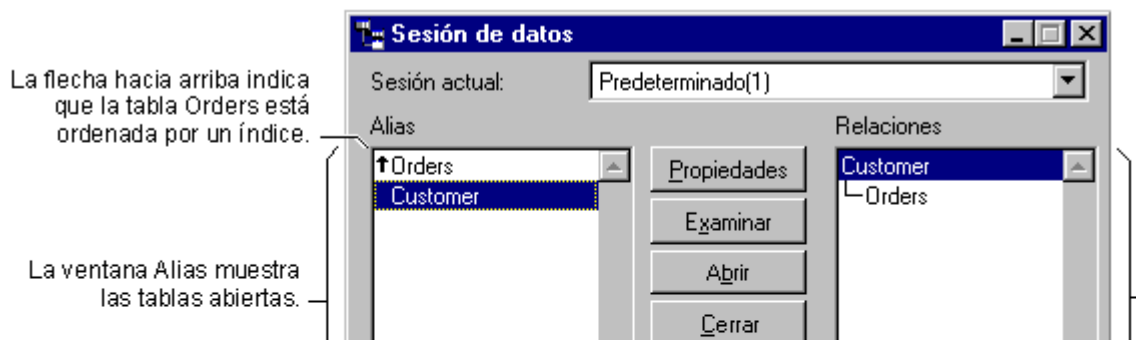 Sesión de datos
La flecha hacia arriba indica
que la tabla Orders está
ordenada por un índice.
Sesión actual:
Predeterminado(1)
Alias
Relaciones
Orders
Customer
Propiedades
Examinar
Abrir
Cerrar
Customer
Orders
La ventana Alias muestra
las tablas abiertas.